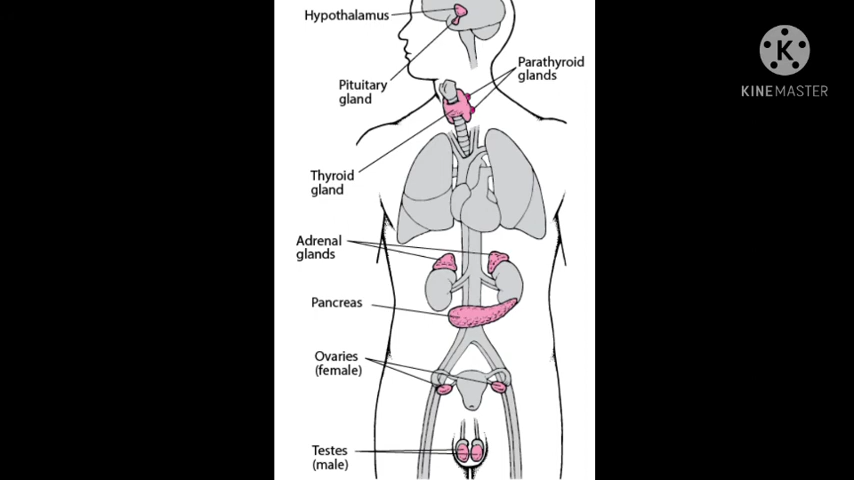 Hypothalamus
Pituitary
gland
Parathyroid
glands
Thyroid
gland
Adrenal
glands
Pancreas
Ovaries
(female)
Testes
(male)
K
KINEMASTER